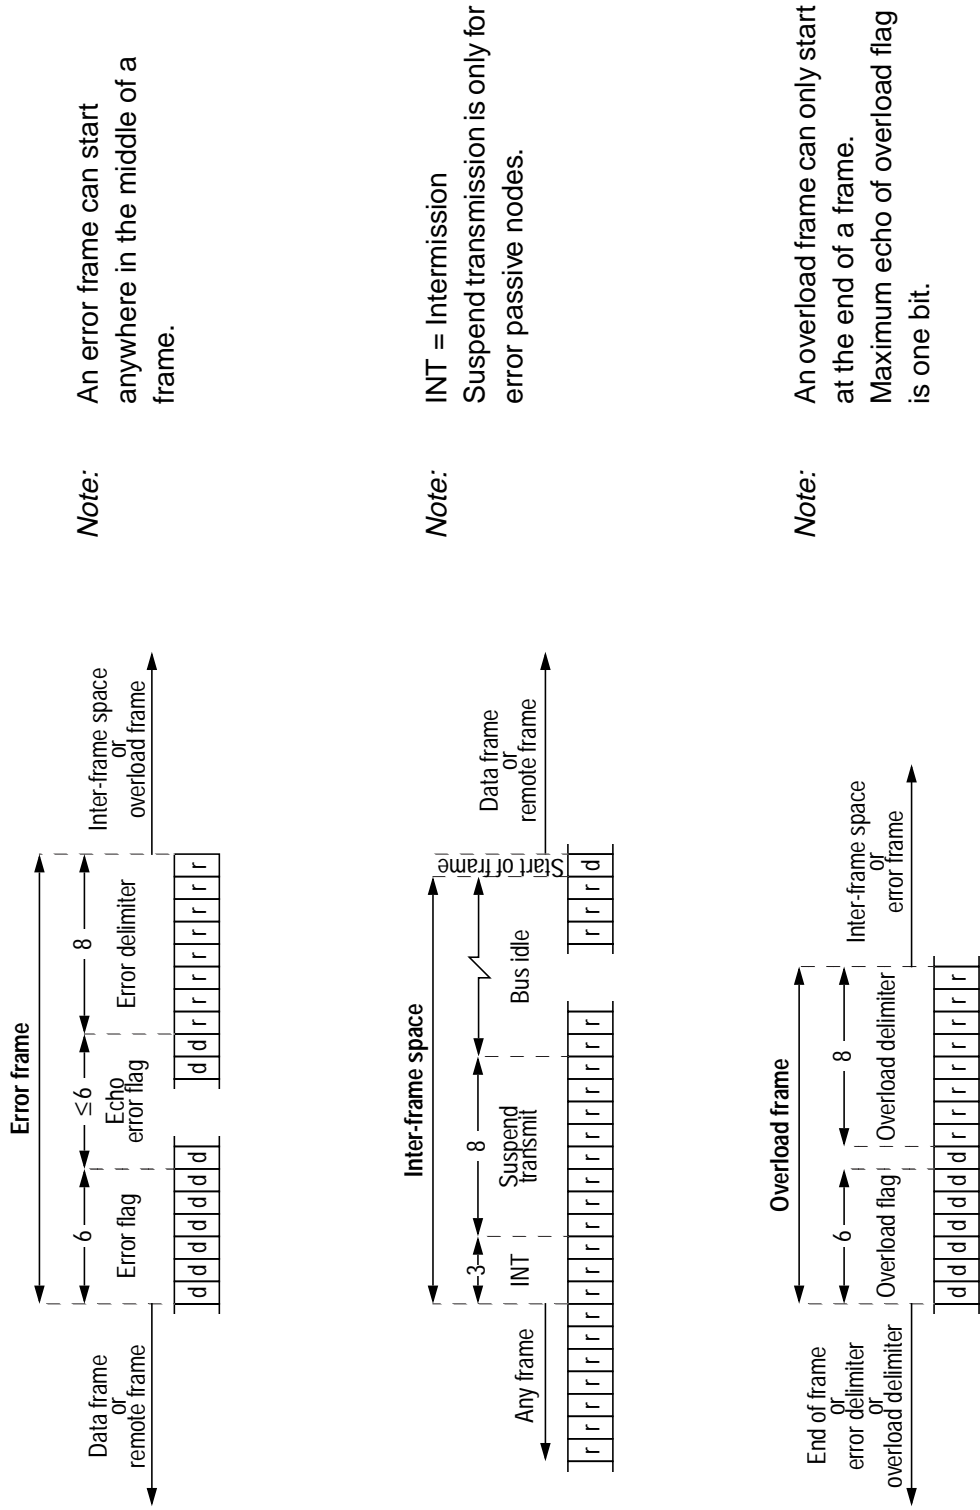 Error frame
6
≤6
8
Data frame
or
remote frame
Error flag
Echo
error flag
Error delimiter
Inter-frame space
or
overload frame
d d d d d d d d d r r r r r r r r
Note: An error frame can start
anywhere in the middle of a
frame.
Inter-frame space
3
8
Any frame
INT
Suspend
transmit
Bus idle
Start of frame
Data frame
or
remote frame
r r r r r r r r r r r r r r r r r r r r r r r d
Note: INT = Intermission
Suspend transmission is only for
error passive nodes.
Overload frame
6
8
End of frame
or
error delimiter
or
overload delimiter
Overload flag
Overload delimiter
Inter-frame space
or
error frame
d d d d d d d r r r r r r r r
Note: An overload frame can only start
at the end of a frame.
Maximum echo of overload flag
is one bit.